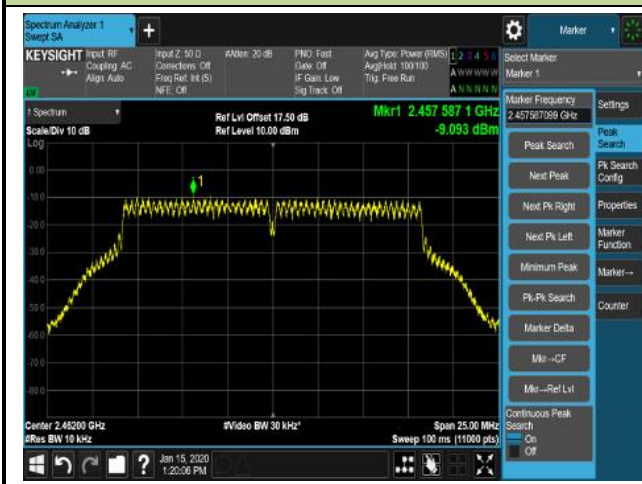 Spectrum Analyzer 1
Swept SA
+
Marker
KEYSIGHT
Input: RF
Coupling: AC
Align: Auto
Input Z: 50 Ω
Corrections: Off
Freq Ref: Int (S)
NFE: Off
#Atten: 20 dB
PNO: Fast
Gate: Off
IF Gain: Low
Sig Track: Off
Avg Type: Power (RMS)
Avg|Hold: 100/100
Trig: Free Run
1 2 3 4 5 6
A W W W W W
A N N N N N
Select Marker
Marker 1
1 Spectrum
Scale/Div 10 dB
Log
Ref Lvl Offset 17.50 dB
Ref Level 10.00 dBm
Mkr1 2.457 587 1 GHz
-9.093 dBm
1
0.00
-10.0
-20.0
-30.0
-40.0
-50.0
-60.0
-70.0
-80.0
Center 2.46200 GHz
#Res BW 10 kHz
#Video BW 30 kHz*
Span 25.00 MHz
Sweep 100 ms (11000 pts)
Marker Frequency
2.457587099 GHz
Peak Search
Next Peak
Next Pk Right
Next Pk Left
Minimum Peak
Pk-Pk Search
Marker Delta
Mkr→CF
Mkr→Ref Lvl
Continuous Peak
Search
On
Off
Settings
Peak
Search
Pk Search
Config
Properties
Marker
Function
Marker→
Counter
?
Jan 15, 2020
1:20:06 PM